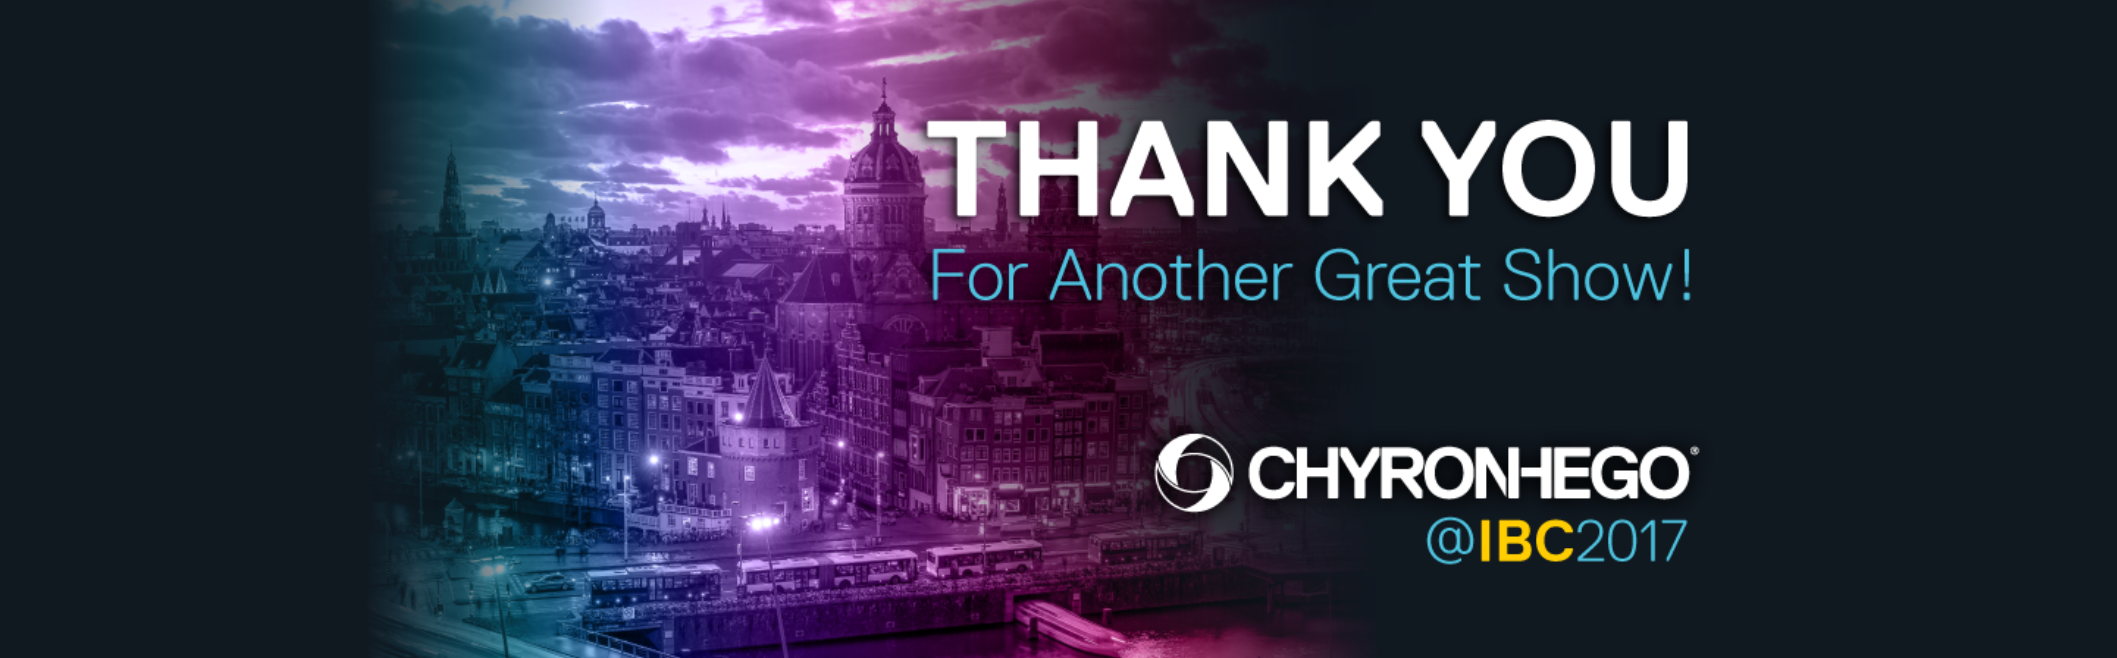 THANK YOU
For Another Great Show!
CHYRONHEGO®
@IBC2017